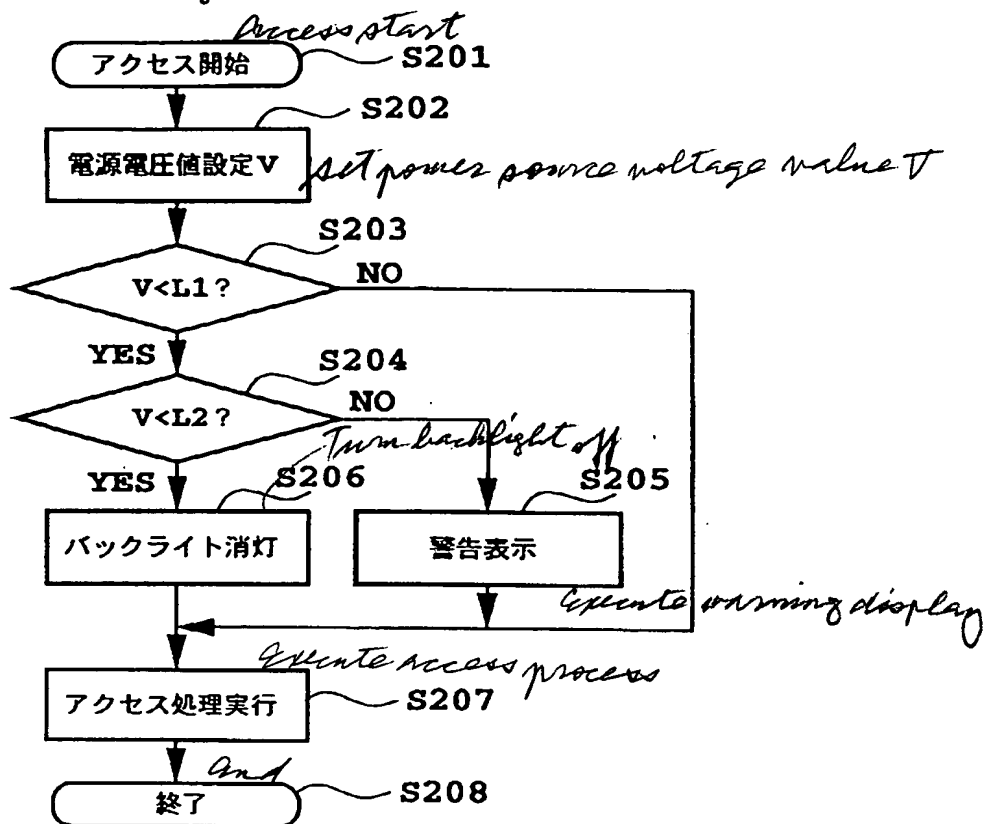 Access start
アクセス開始 S201
S202
電源電圧値設定V set power source voltage value V
S203
V<L1? NO
YES
S204
V<L2? NO
Turn backlight off
YES S206 S205
バックライト消灯 警告表示
Execute warning display
Execute access process
アクセス処理実行 S207
End
終了 S208